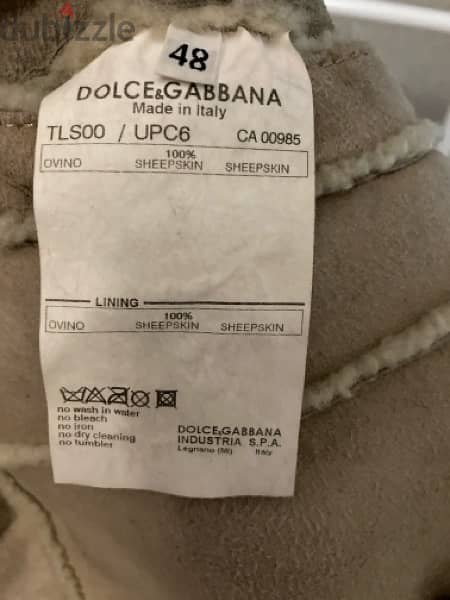 dubizzle
48
DOLCE&GABBANA
Made in Italy
TLS00 / UPC6 CA 00985
100%
OVINO SHEEPSKIN SHEEPSKIN
LINING
100%
OVINO SHEEPSKIN SHEEPSKIN
no wash in water
no bleach
no iron
no dry cleaning
no tumbler
DOLCE&GABBANA
INDUSTRIA S.P.A.
Legnano (MI) Italy